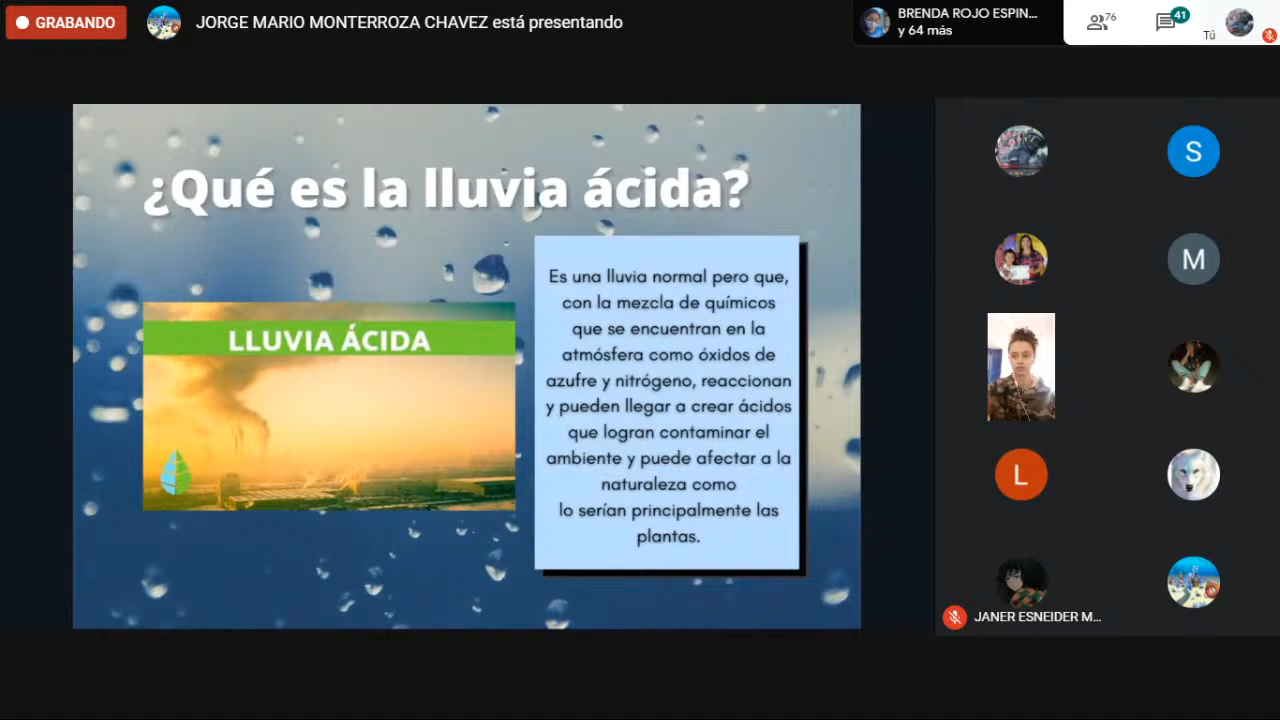 GRABANDO
JORGE MARIO MONTERROZA CHAVEZ está presentando
BRENDA ROJO ESPIN...
y 64 más
76
41
Tú
¿Qué es la lluvia ácida?
LLUVIA ÁCIDA
Es una lluvia normal pero que,
con la mezcla de químicos
que se encuentran en la
atmósfera como óxidos de
azufre y nitrógeno, reaccionan
y pueden llegar a crear ácidos
que logran contaminar el
ambiente y puede afectar a la
naturaleza como
lo serían principalmente las
plantas.
S
M
L
JANER ESNEIDER M...